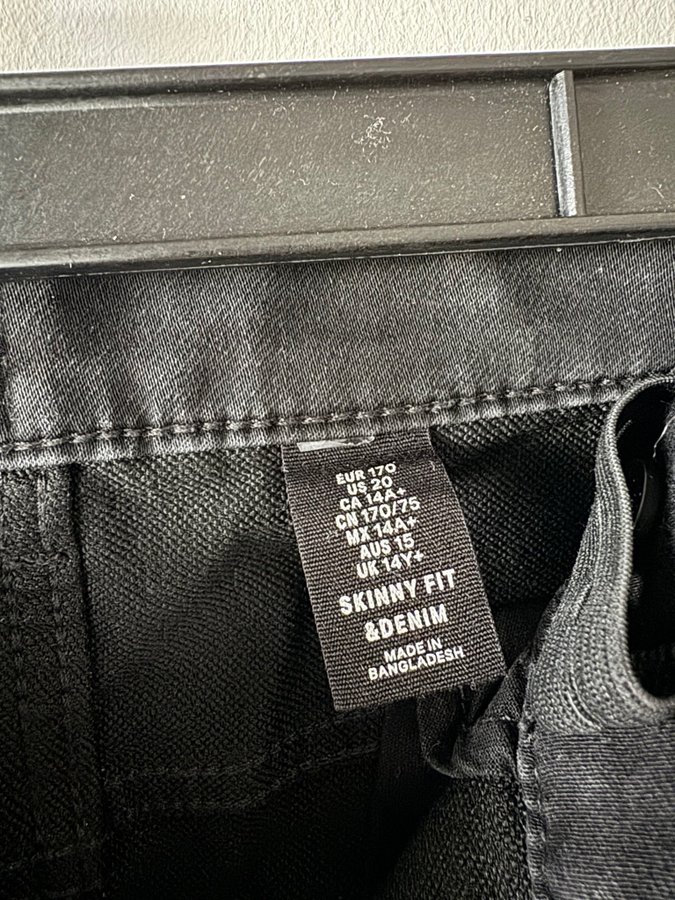 EUR 170
US 20
CA 14A+
CN 170/75
MX 14A+
AUS 15
UK 14Y+
SKINNY FIT
&DENIM
MADE IN
BANGLADESH